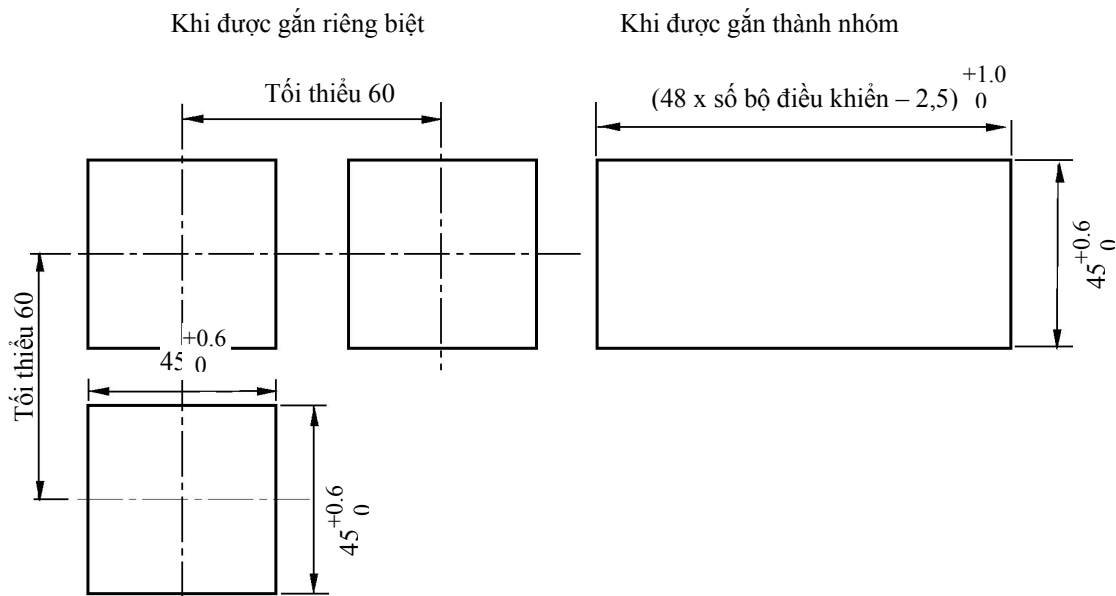 Khi được gắn riêng biệt
Khi được gắn thành nhóm
Tối thiểu 60
(48 x số bộ điều khiển – 2,5) +1.0 0
45 +0.6 0
Tối thiểu 60
45 +0.6 0
45 +0.6 0